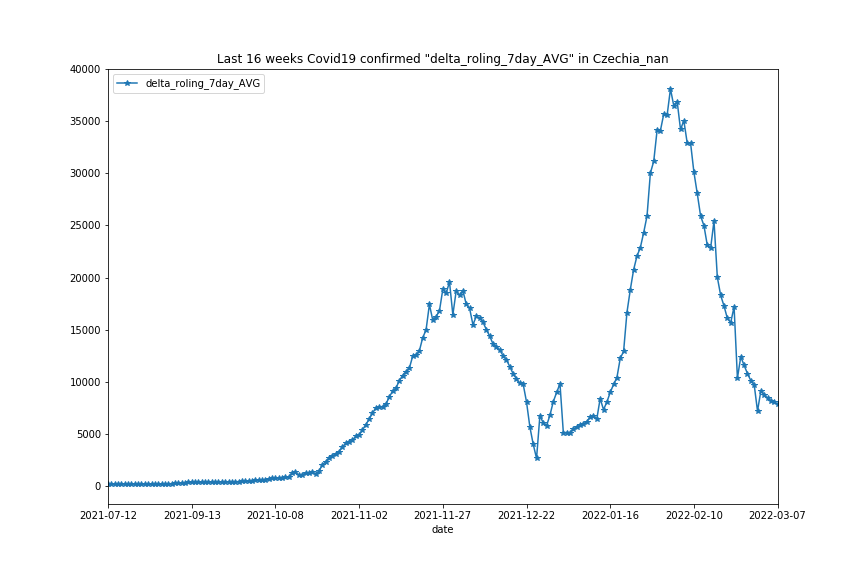 Last 16 weeks Covid19 confirmed "delta_roling_7day_AVG" in Czechia_nan
delta_roling_7day_AVG
40000
35000
30000
25000
20000
15000
10000
5000
0
2021-07-12 2021-09-13 2021-10-08 2021-11-02 2021-11-27 2021-12-22 2022-01-16 2022-02-10 2022-03-07
date